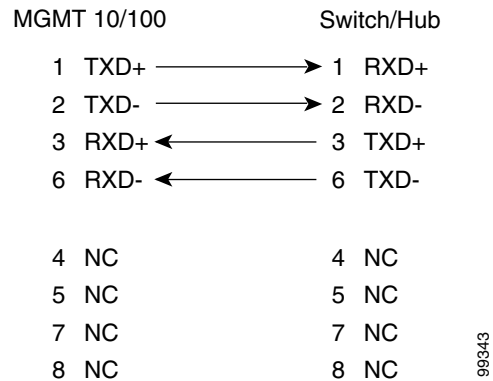 MGMT 10/100 Switch/Hub
1 TXD+ 1 RXD+
2 TXD- 2 RXD-
3 RXD+ 3 TXD+
6 RXD- 6 TXD-
4 NC 4 NC
5 NC 5 NC
7 NC 7 NC
8 NC 8 NC
99343